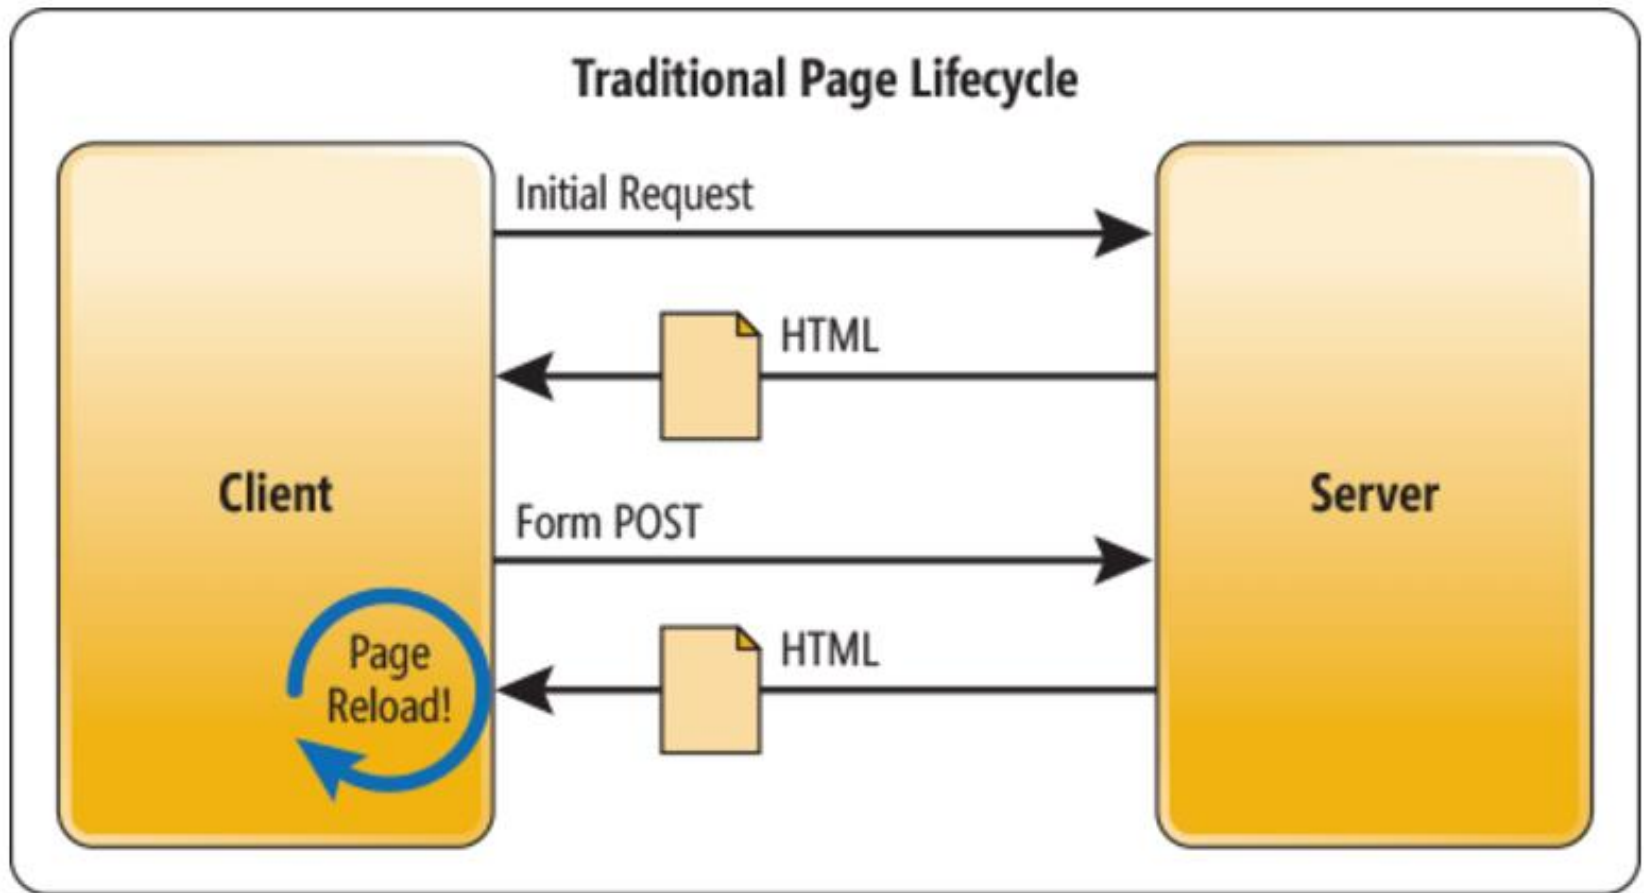 Traditional Page Lifecycle
Initial Request
HTML
Client
Server
Form POST
Page
Reload!
HTML